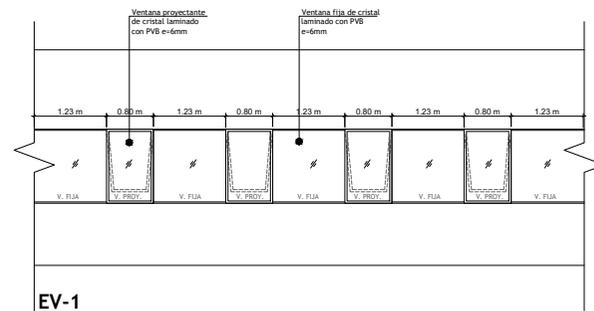 Ventana proyectante
de cristal laminado
con PVB e=6mm
Ventana fija de cristal
laminado con PVB
e=6mm
1.23 m 0.80 m 1.23 m 0.80 m 1.23 m 0.80 m 1.23 m 0.80 m 1.23 m
V. FIJA V. PROY. V. FIJA V. PROY. V. FIJA V. PROY. V. FIJA V. PROY. V. FIJA
EV-1